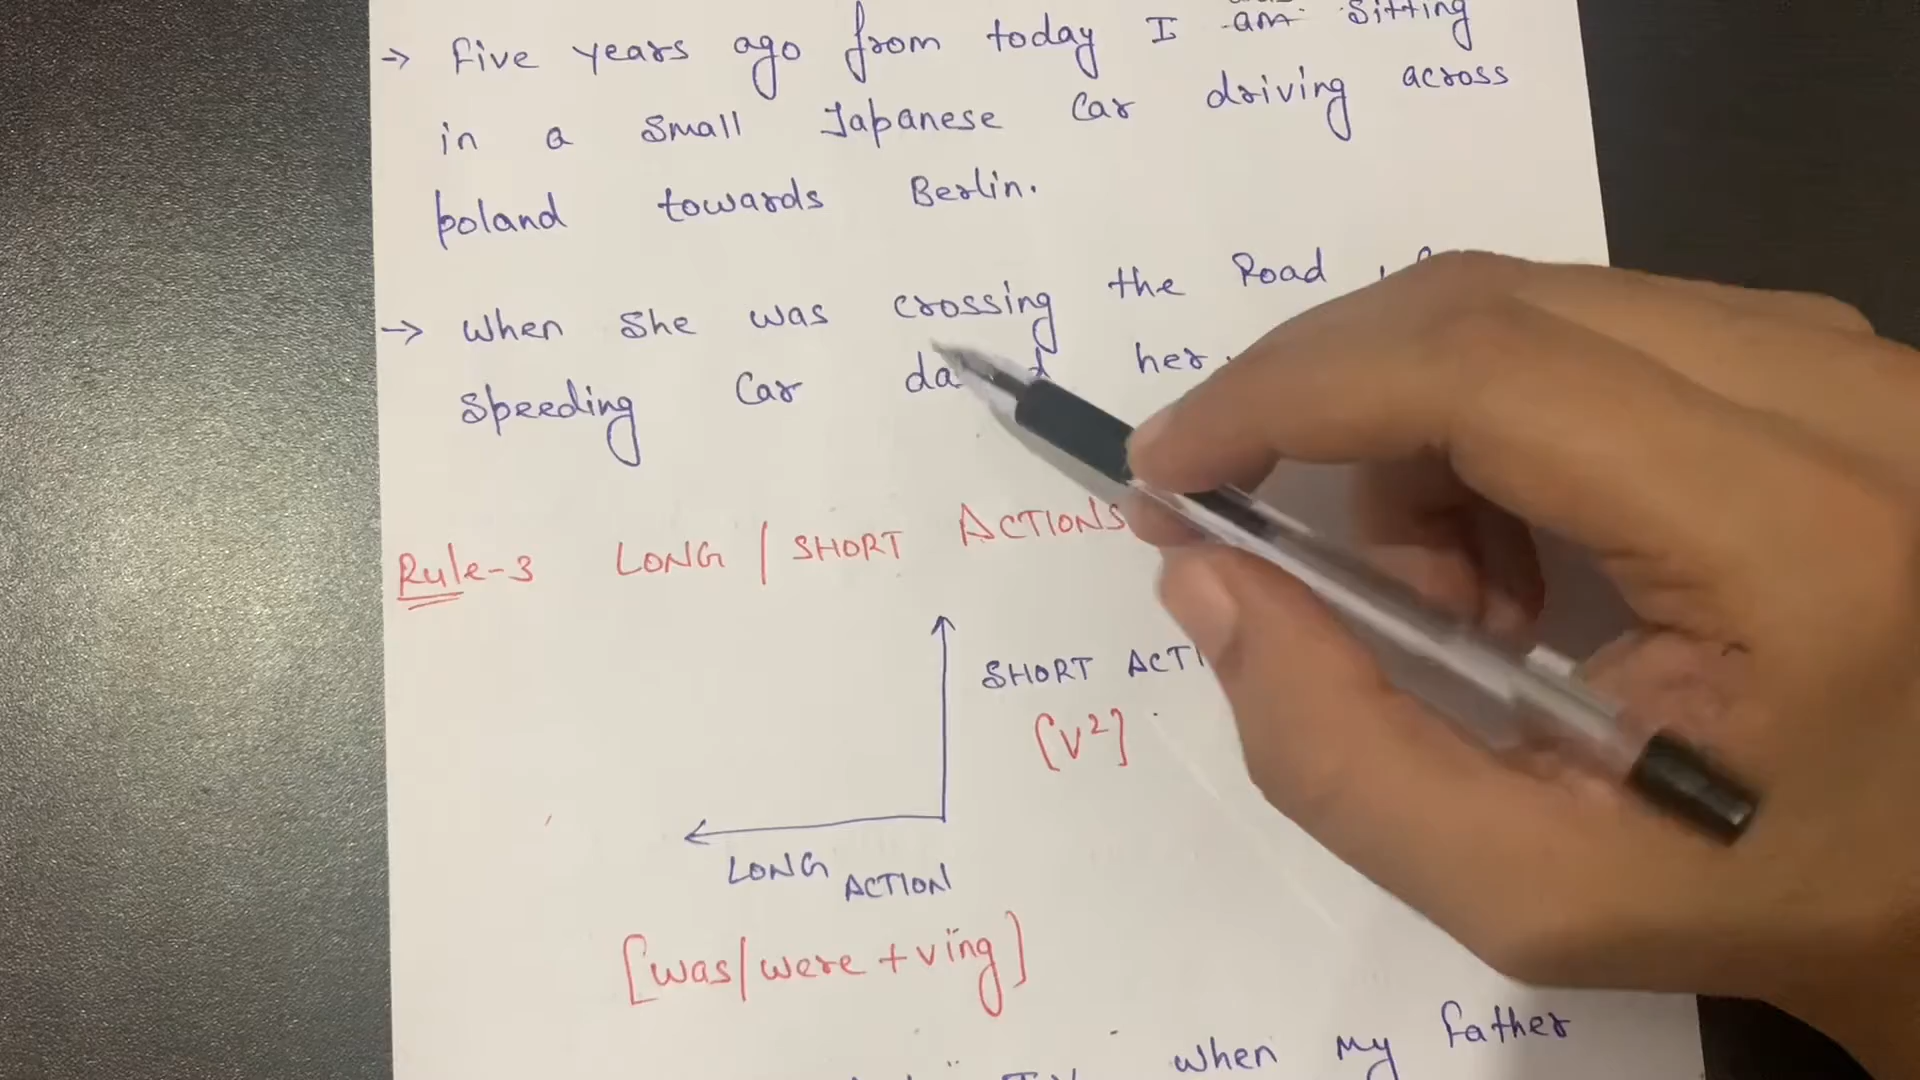 → Five years ago from today I am sitting
in a small Japanese Car driving across
poland towards Berlin.
→ When She was crossing the Road,
speeding Car her.
Rule-3 LONG / SHORT ACTIONS
SHORT
[V²]
LONG ACTION
[was/were + ving]
when my father